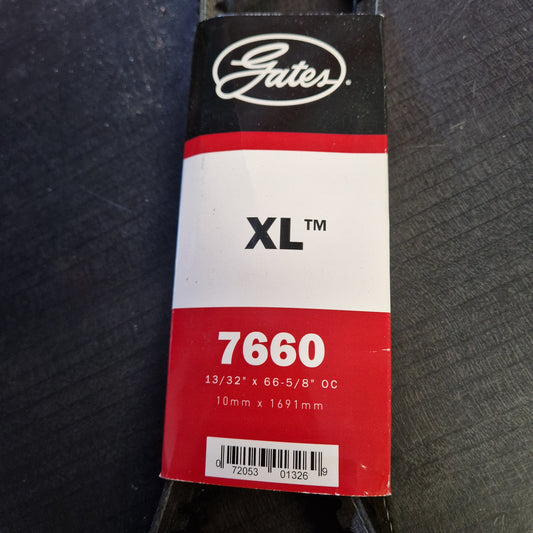 Gates®
XL™
7660
13/32" x 66-5/8" OC
10mm x 1691mm
0 72053 01326 9